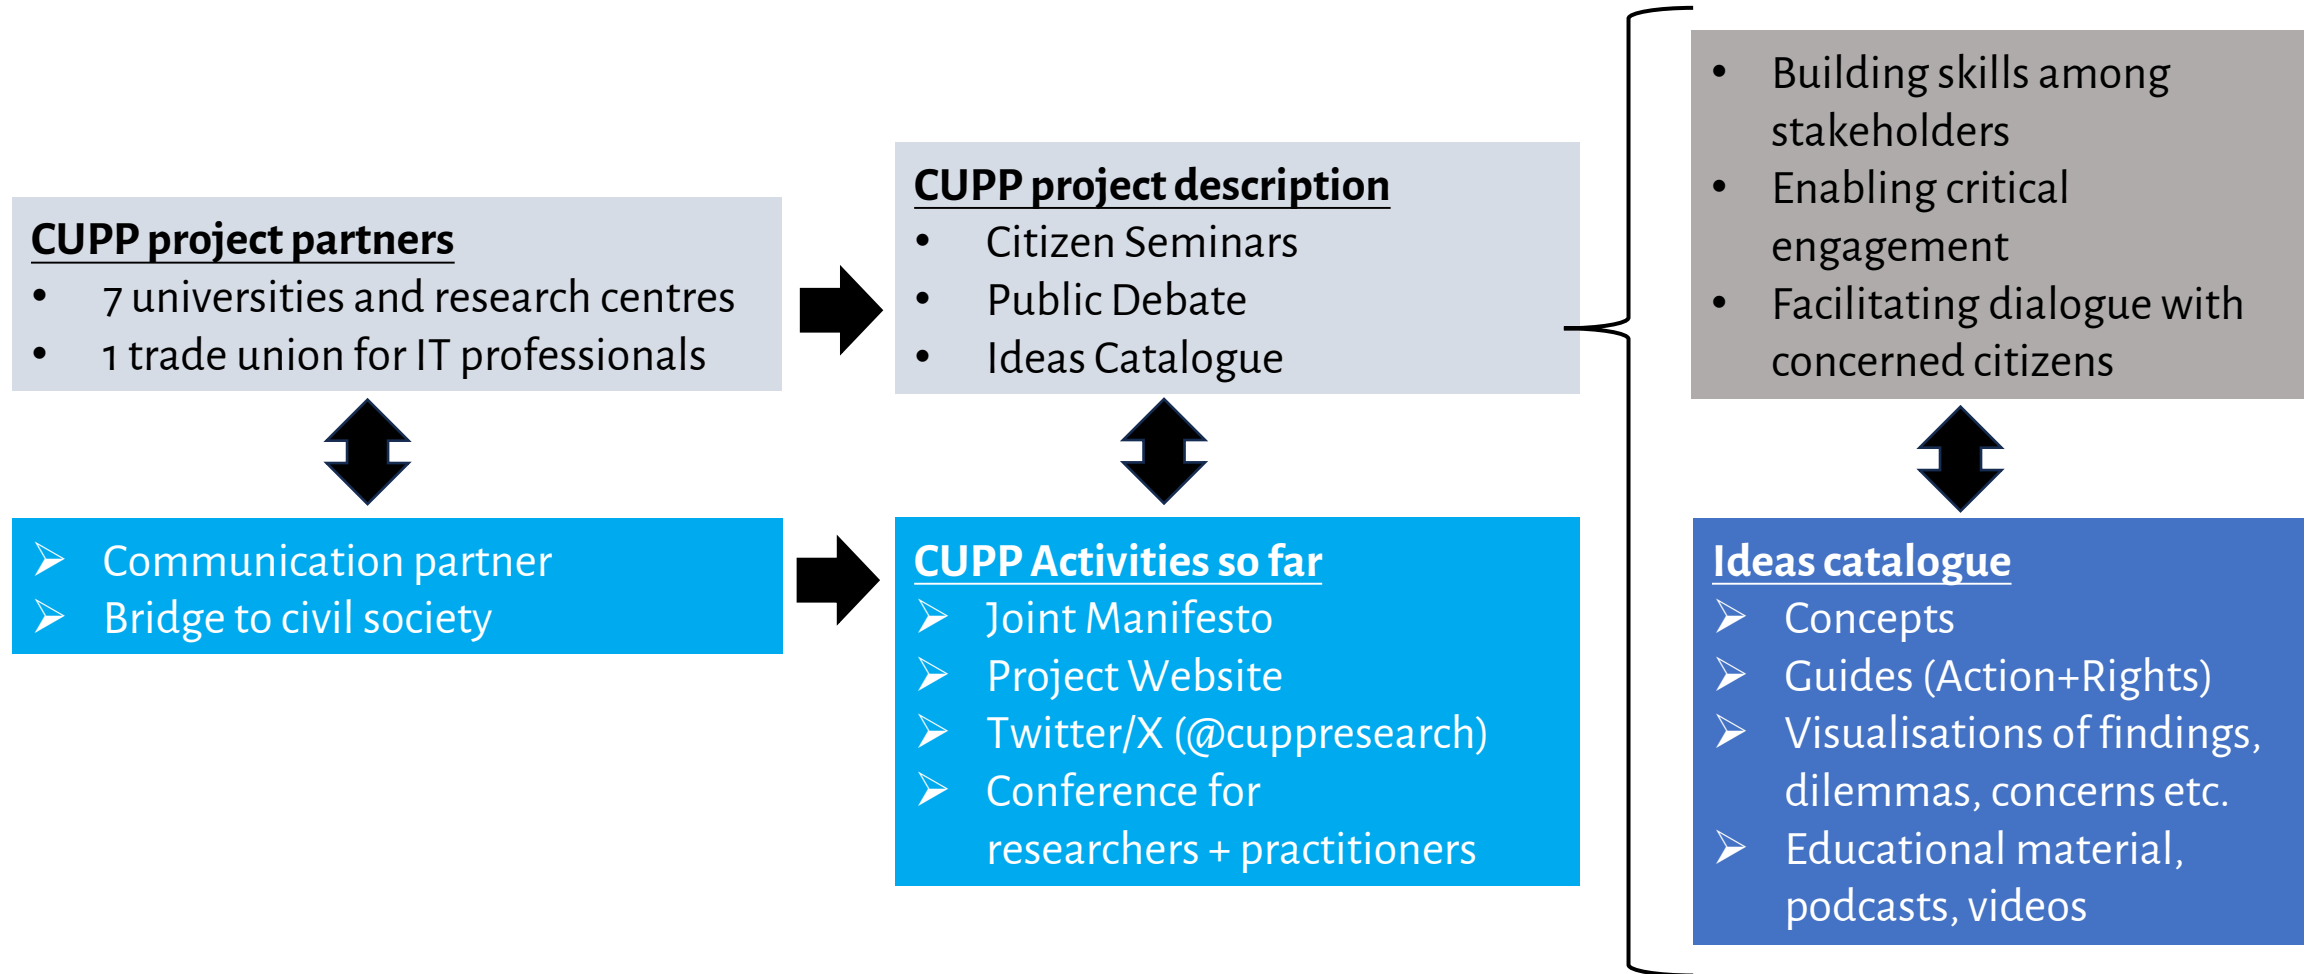 CUPP project partners
• 7 universities and research centres
• 1 trade union for IT professionals
➢ Communication partner
➢ Bridge to civil society
CUPP project description
• Citizen Seminars
• Public Debate
• Ideas Catalogue
CUPP Activities so far
➢ Joint Manifesto
➢ Project Website
➢ Twitter/X (@cuppresearch)
➢ Conference for
researchers + practitioners
• Building skills among
stakeholders
• Enabling critical
engagement
• Facilitating dialogue with
concerned citizens
Ideas catalogue
➢ Concepts
➢ Guides (Action+Rights)
➢ Visualisations of findings,
dilemmas, concerns etc.
➢ Educational material,
podcasts, videos